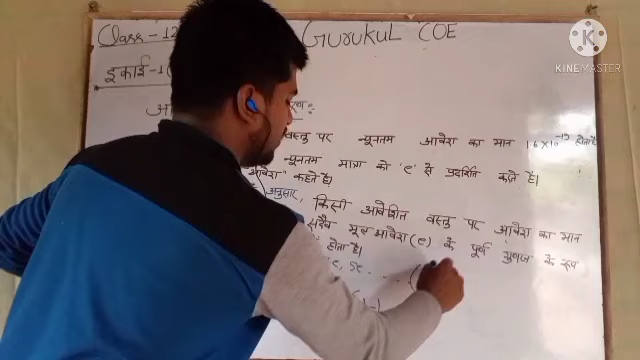 Class-12
GURUKUL COE
इकाई-1
वस्तु पर न्यूनतम आवेश का मान 1.6×10⁻¹⁹ होता है
न्यूनतम मात्रा को 'e' से प्रदर्शित करते हैं।
आवेश" कहते हैं।
अनुसार, किसी आवेशित वस्तु पर आवेश का मान
सदैव मूल आवेश (e) के पूर्ण गुणज के रूप
होता है।
e, 5e ....
KINEMASTER